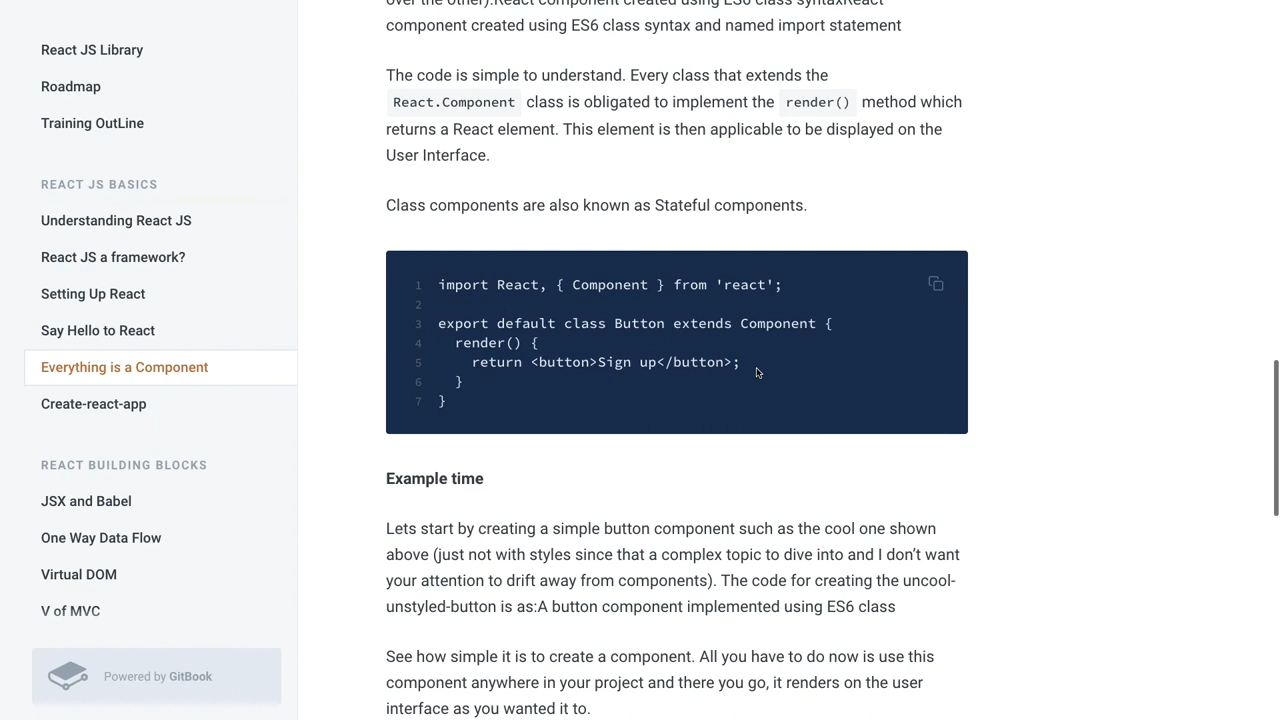 React JS Library
Roadmap
Training OutLine
REACT JS BASICS
Understanding React JS
React JS a framework?
Setting Up React
Say Hello to React
Everything is a Component
Create-react-app
REACT BUILDING BLOCKS
JSX and Babel
One Way Data Flow
Virtual DOM
V of MVC
Powered by GitBook
over the other).React component created using ES6 class syntaxReact
component created using ES6 class syntax and named import statement
The code is simple to understand. Every class that extends the
React.Component class is obligated to implement the render() method which
returns a React element. This element is then applicable to be displayed on the
User Interface.
Class components are also known as Stateful components.
1 import React, { Component } from 'react';
2
3 export default class Button extends Component {
4 render() {
5 return <button>Sign up</button>;
6 }
7 }
Example time
Lets start by creating a simple button component such as the cool one shown
above (just not with styles since that a complex topic to dive into and I don’t want
your attention to drift away from components). The code for creating the uncool-
unstyled-button is as:A button component implemented using ES6 class
See how simple it is to create a component. All you have to do now is use this
component anywhere in your project and there you go, it renders on the user
interface as you wanted it to.